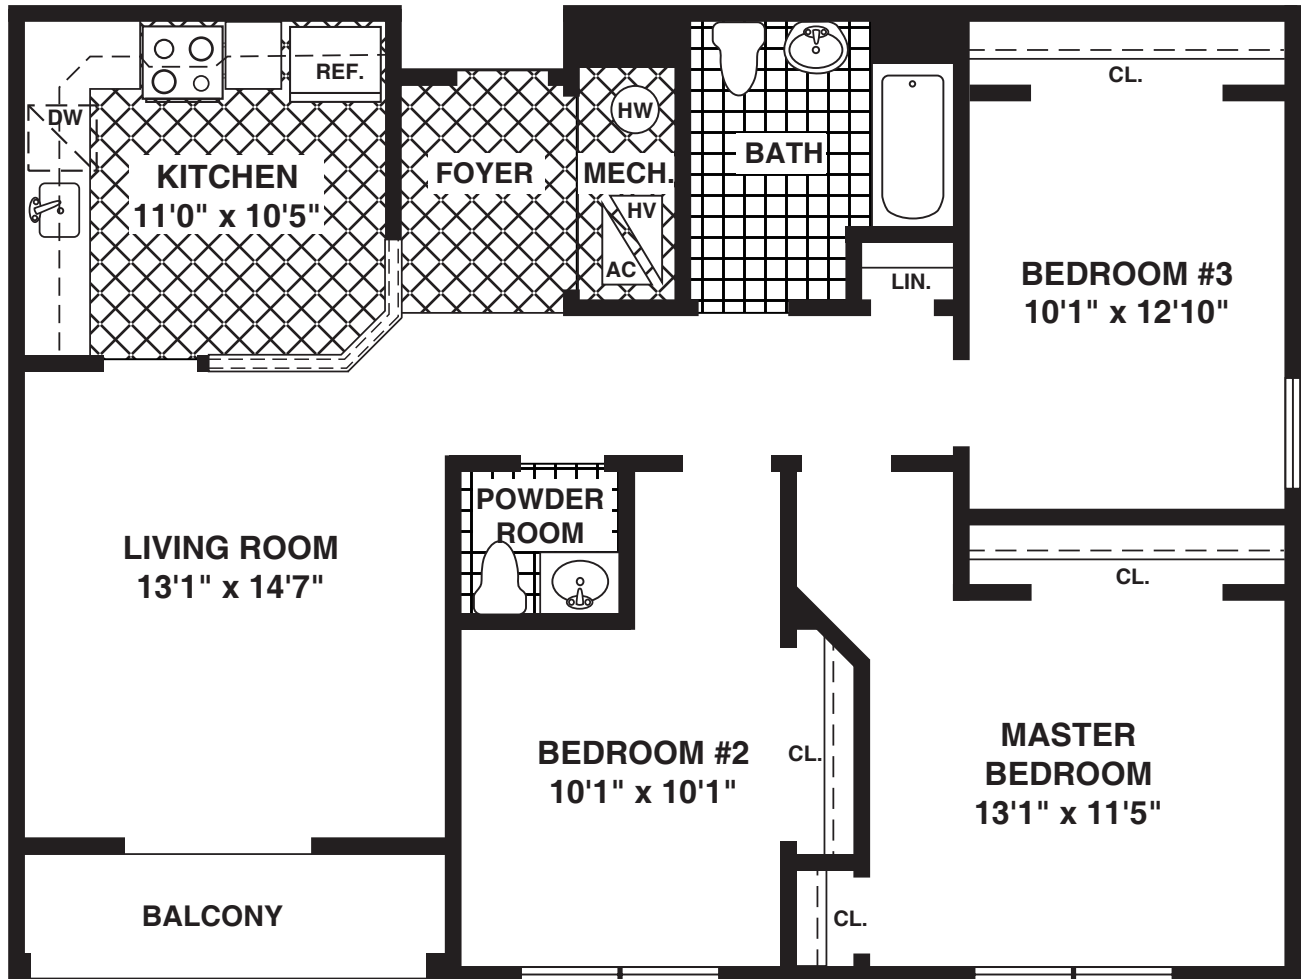 REF.
DW
KITCHEN
11'0" x 10'5"
FOYER
HW
MECH.
HV
AC
BATH
LIN.
CL.
BEDROOM #3
10'1" x 12'10"
LIVING ROOM
13'1" x 14'7"
POWDER
ROOM
CL.
BEDROOM #2
10'1" x 10'1"
CL.
MASTER
BEDROOM
13'1" x 11'5"
BALCONY
CL.